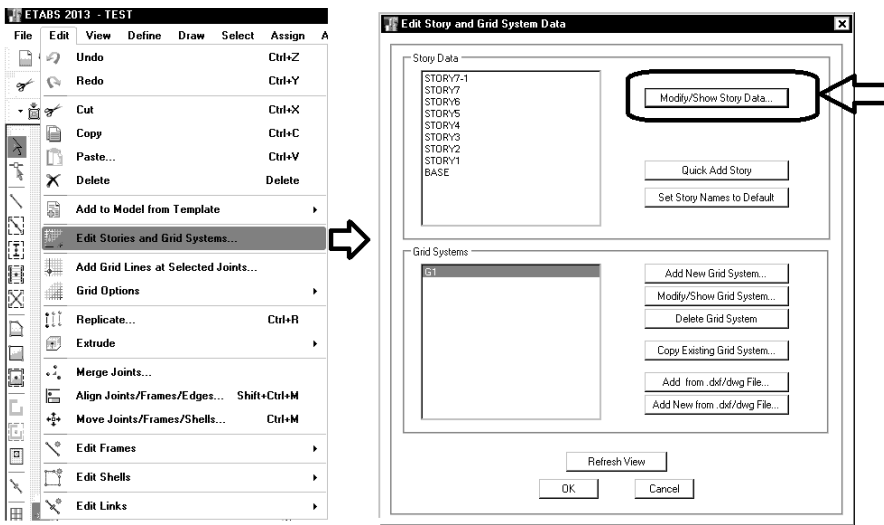 ETABS 2013 - TEST
File Edit View Define Draw Select Assign A
Undo Ctrl+Z
Redo Ctrl+Y
Cut Ctrl+X
Copy Ctrl+C
Paste... Ctrl+V
Delete Delete
Add to Model from Template
Edit Stories and Grid Systems...
Add Grid Lines at Selected Joints...
Grid Options
Replicate... Ctrl+R
Extrude
Merge Joints...
Align Joints/Frames/Edges... Shift+Ctrl+M
Move Joints/Frames/Shells... Ctrl+M
Edit Frames
Edit Shells
Edit Links
Edit Story and Grid System Data
Story Data
STORY7-1
STORY7
STORY6
STORY5
STORY4
STORY3
STORY2
STORY1
BASE
Modify/Show Story Data...
Quick Add Story
Set Story Names to Default
Grid Systems
G1
Add New Grid System...
Modify/Show Grid System...
Delete Grid System
Copy Existing Grid System...
Add from .dxf/dwg File...
Add New from .dxf/dwg File...
Refresh View
OK Cancel